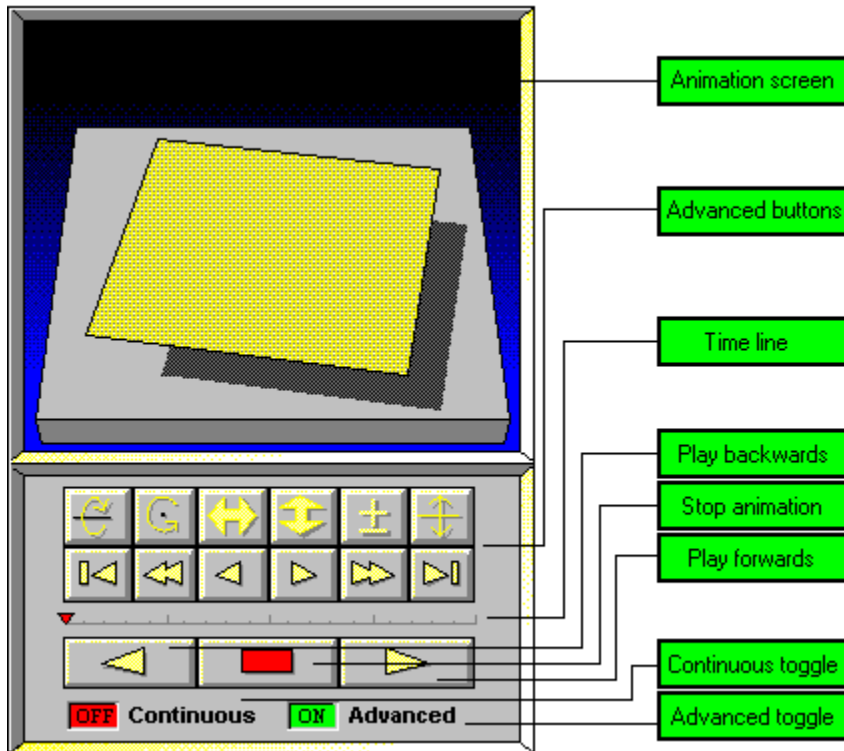 Animation screen
Advanced buttons
Time line
Play backwards
Stop animation
Play forwards
Continuous toggle
Advanced toggle
OFF Continuous ON Advanced